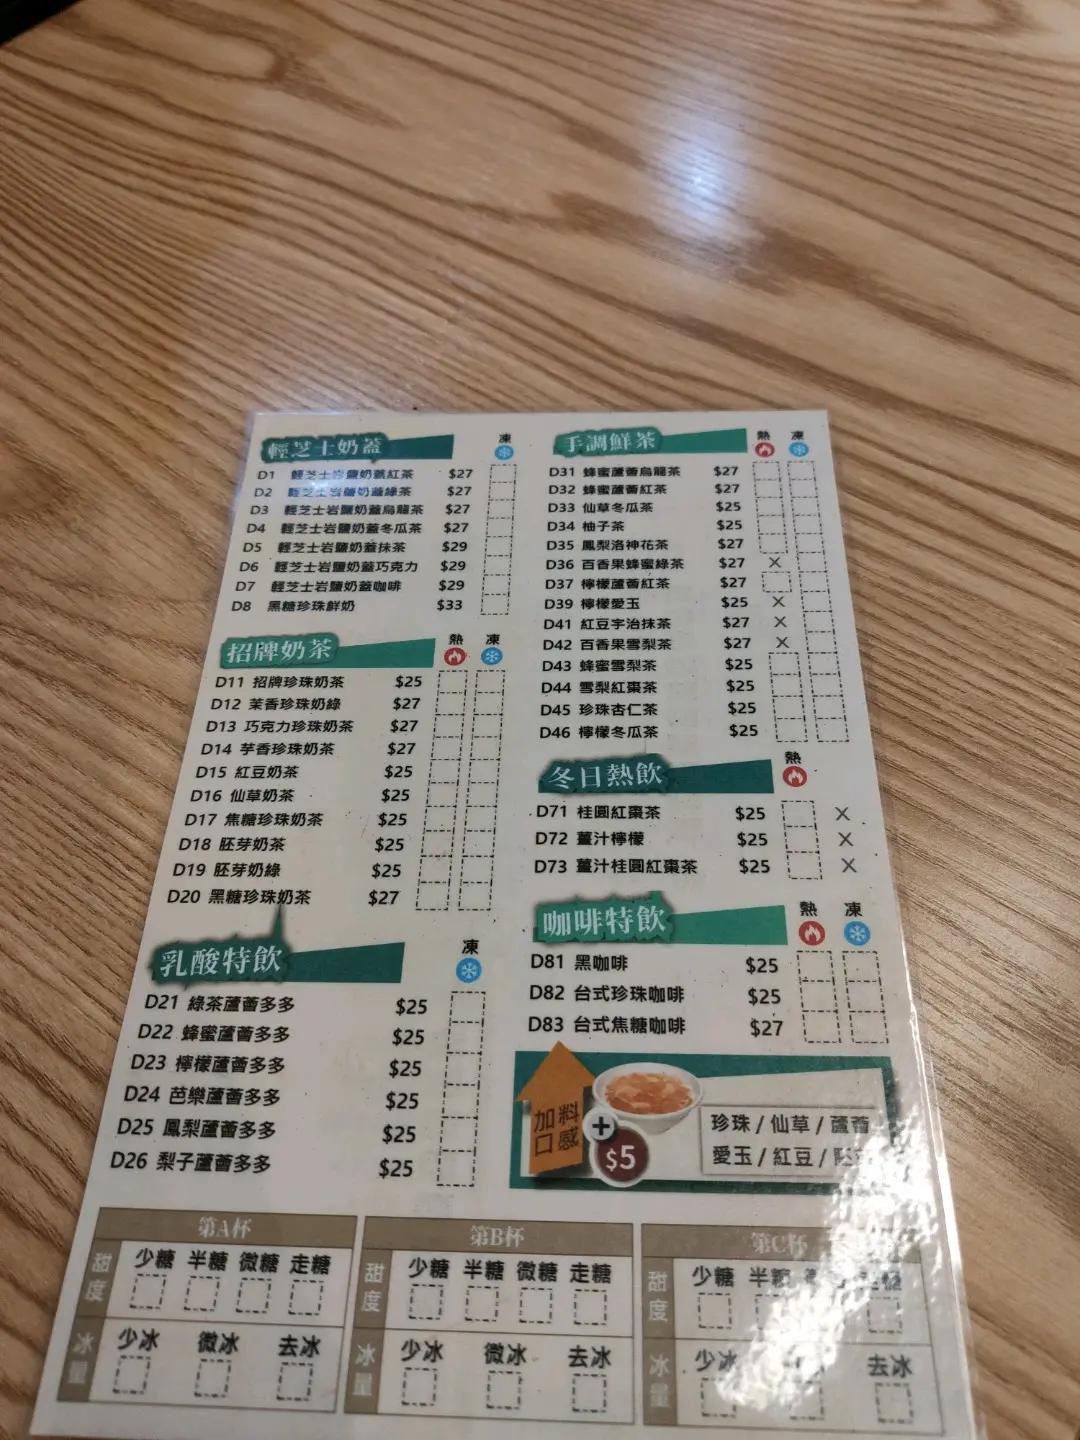 輕芝士奶蓋
凍
D1 輕芝士岩鹽奶蓋紅茶 $27
D2 輕芝士岩鹽奶蓋綠茶 $27
D3 輕芝士岩鹽奶蓋烏龍茶 $27
D4 輕芝士岩鹽奶蓋冬瓜茶 $27
D5 輕芝士岩鹽奶蓋抹茶 $29
D6 輕芝士岩鹽奶蓋巧克力 $29
D7 輕芝士岩鹽奶蓋咖啡 $29
D8 黑糖珍珠鮮奶 $33
招牌奶茶
熱 凍
D11 招牌珍珠奶茶 $25
D12 茉香珍珠奶綠 $27
D13 巧克力珍珠奶茶 $27
D14 芋香珍珠奶茶 $27
D15 紅豆奶茶 $25
D16 仙草奶茶 $25
D17 焦糖珍珠奶茶 $25
D18 胚芽奶茶 $25
D19 胚芽奶綠 $25
D20 黑糖珍珠奶茶 $27
乳酸特飲
凍
D21 綠茶蘆薈多多 $25
D22 蜂蜜蘆薈多多 $25
D23 檸檬蘆薈多多 $25
D24 芭樂蘆薈多多 $25
D25 鳳梨蘆薈多多 $25
D26 梨子蘆薈多多 $25
手調鮮茶
熱 凍
D31 蜂蜜蘆薈烏龍茶 $27
D32 蜂蜜蘆薈紅茶 $27
D33 仙草冬瓜茶 $25
D34 柚子茶 $25
D35 鳳梨洛神花茶 $27
D36 百香果蜂蜜綠茶 $27 ×
D37 檸檬蘆薈紅茶 $27
D39 檸檬愛玉 $25 ×
D41 紅豆宇治抹茶 $27 ×
D42 百香果雪梨茶 $27 ×
D43 蜂蜜雪梨茶 $25
D44 雪梨紅棗茶 $25
D45 珍珠杏仁茶 $25
D46 檸檬冬瓜茶 $25
冬日熱飲
熱
D71 桂圓紅棗茶 $25 ×
D72 薑汁檸檬 $25 ×
D73 薑汁桂圓紅棗茶 $25 ×
咖啡特飲
熱 凍
D81 黑咖啡 $25
D82 台式珍珠咖啡 $25
D83 台式焦糖咖啡 $27
加料
口感
+
$5
珍珠 / 仙草 / 蘆薈
愛玉 / 紅豆 /
第A杯
甜度
少糖 半糖 微糖 走糖
冰量
少冰 微冰 去冰
第B杯
甜度
少糖 半糖 微糖 走糖
冰量
少冰 微冰 去冰
第C杯
甜度
少糖 半糖 走糖
冰量
少冰 去冰